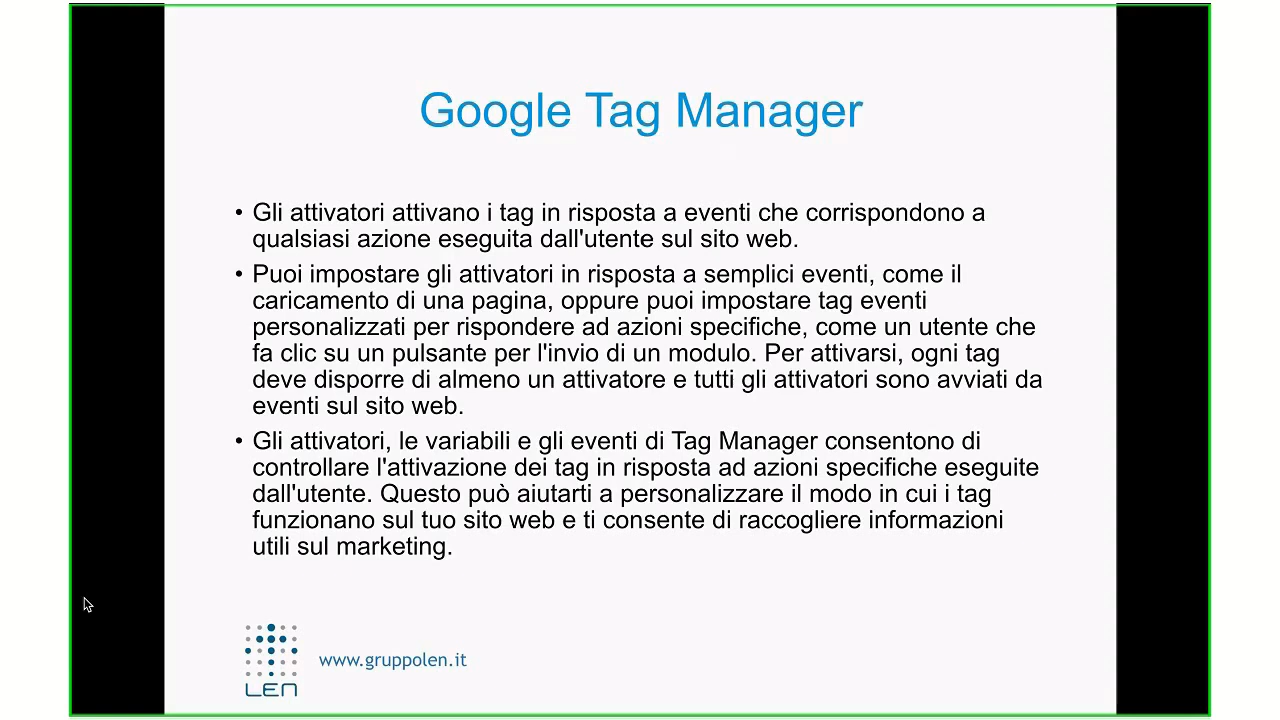 Google Tag Manager
• Gli attivatori attivano i tag in risposta a eventi che corrispondono a
qualsiasi azione eseguita dall'utente sul sito web.
• Puoi impostare gli attivatori in risposta a semplici eventi, come il
caricamento di una pagina, oppure puoi impostare tag eventi
personalizzati per rispondere ad azioni specifiche, come un utente che
fa clic su un pulsante per l'invio di un modulo. Per attivarsi, ogni tag
deve disporre di almeno un attivatore e tutti gli attivatori sono avviati da
eventi sul sito web.
• Gli attivatori, le variabili e gli eventi di Tag Manager consentono di
controllare l'attivazione dei tag in risposta ad azioni specifiche eseguite
dall'utente. Questo può aiutarti a personalizzare il modo in cui i tag
funzionano sul tuo sito web e ti consente di raccogliere informazioni
utili sul marketing.
www.gruppolen.it
LEN